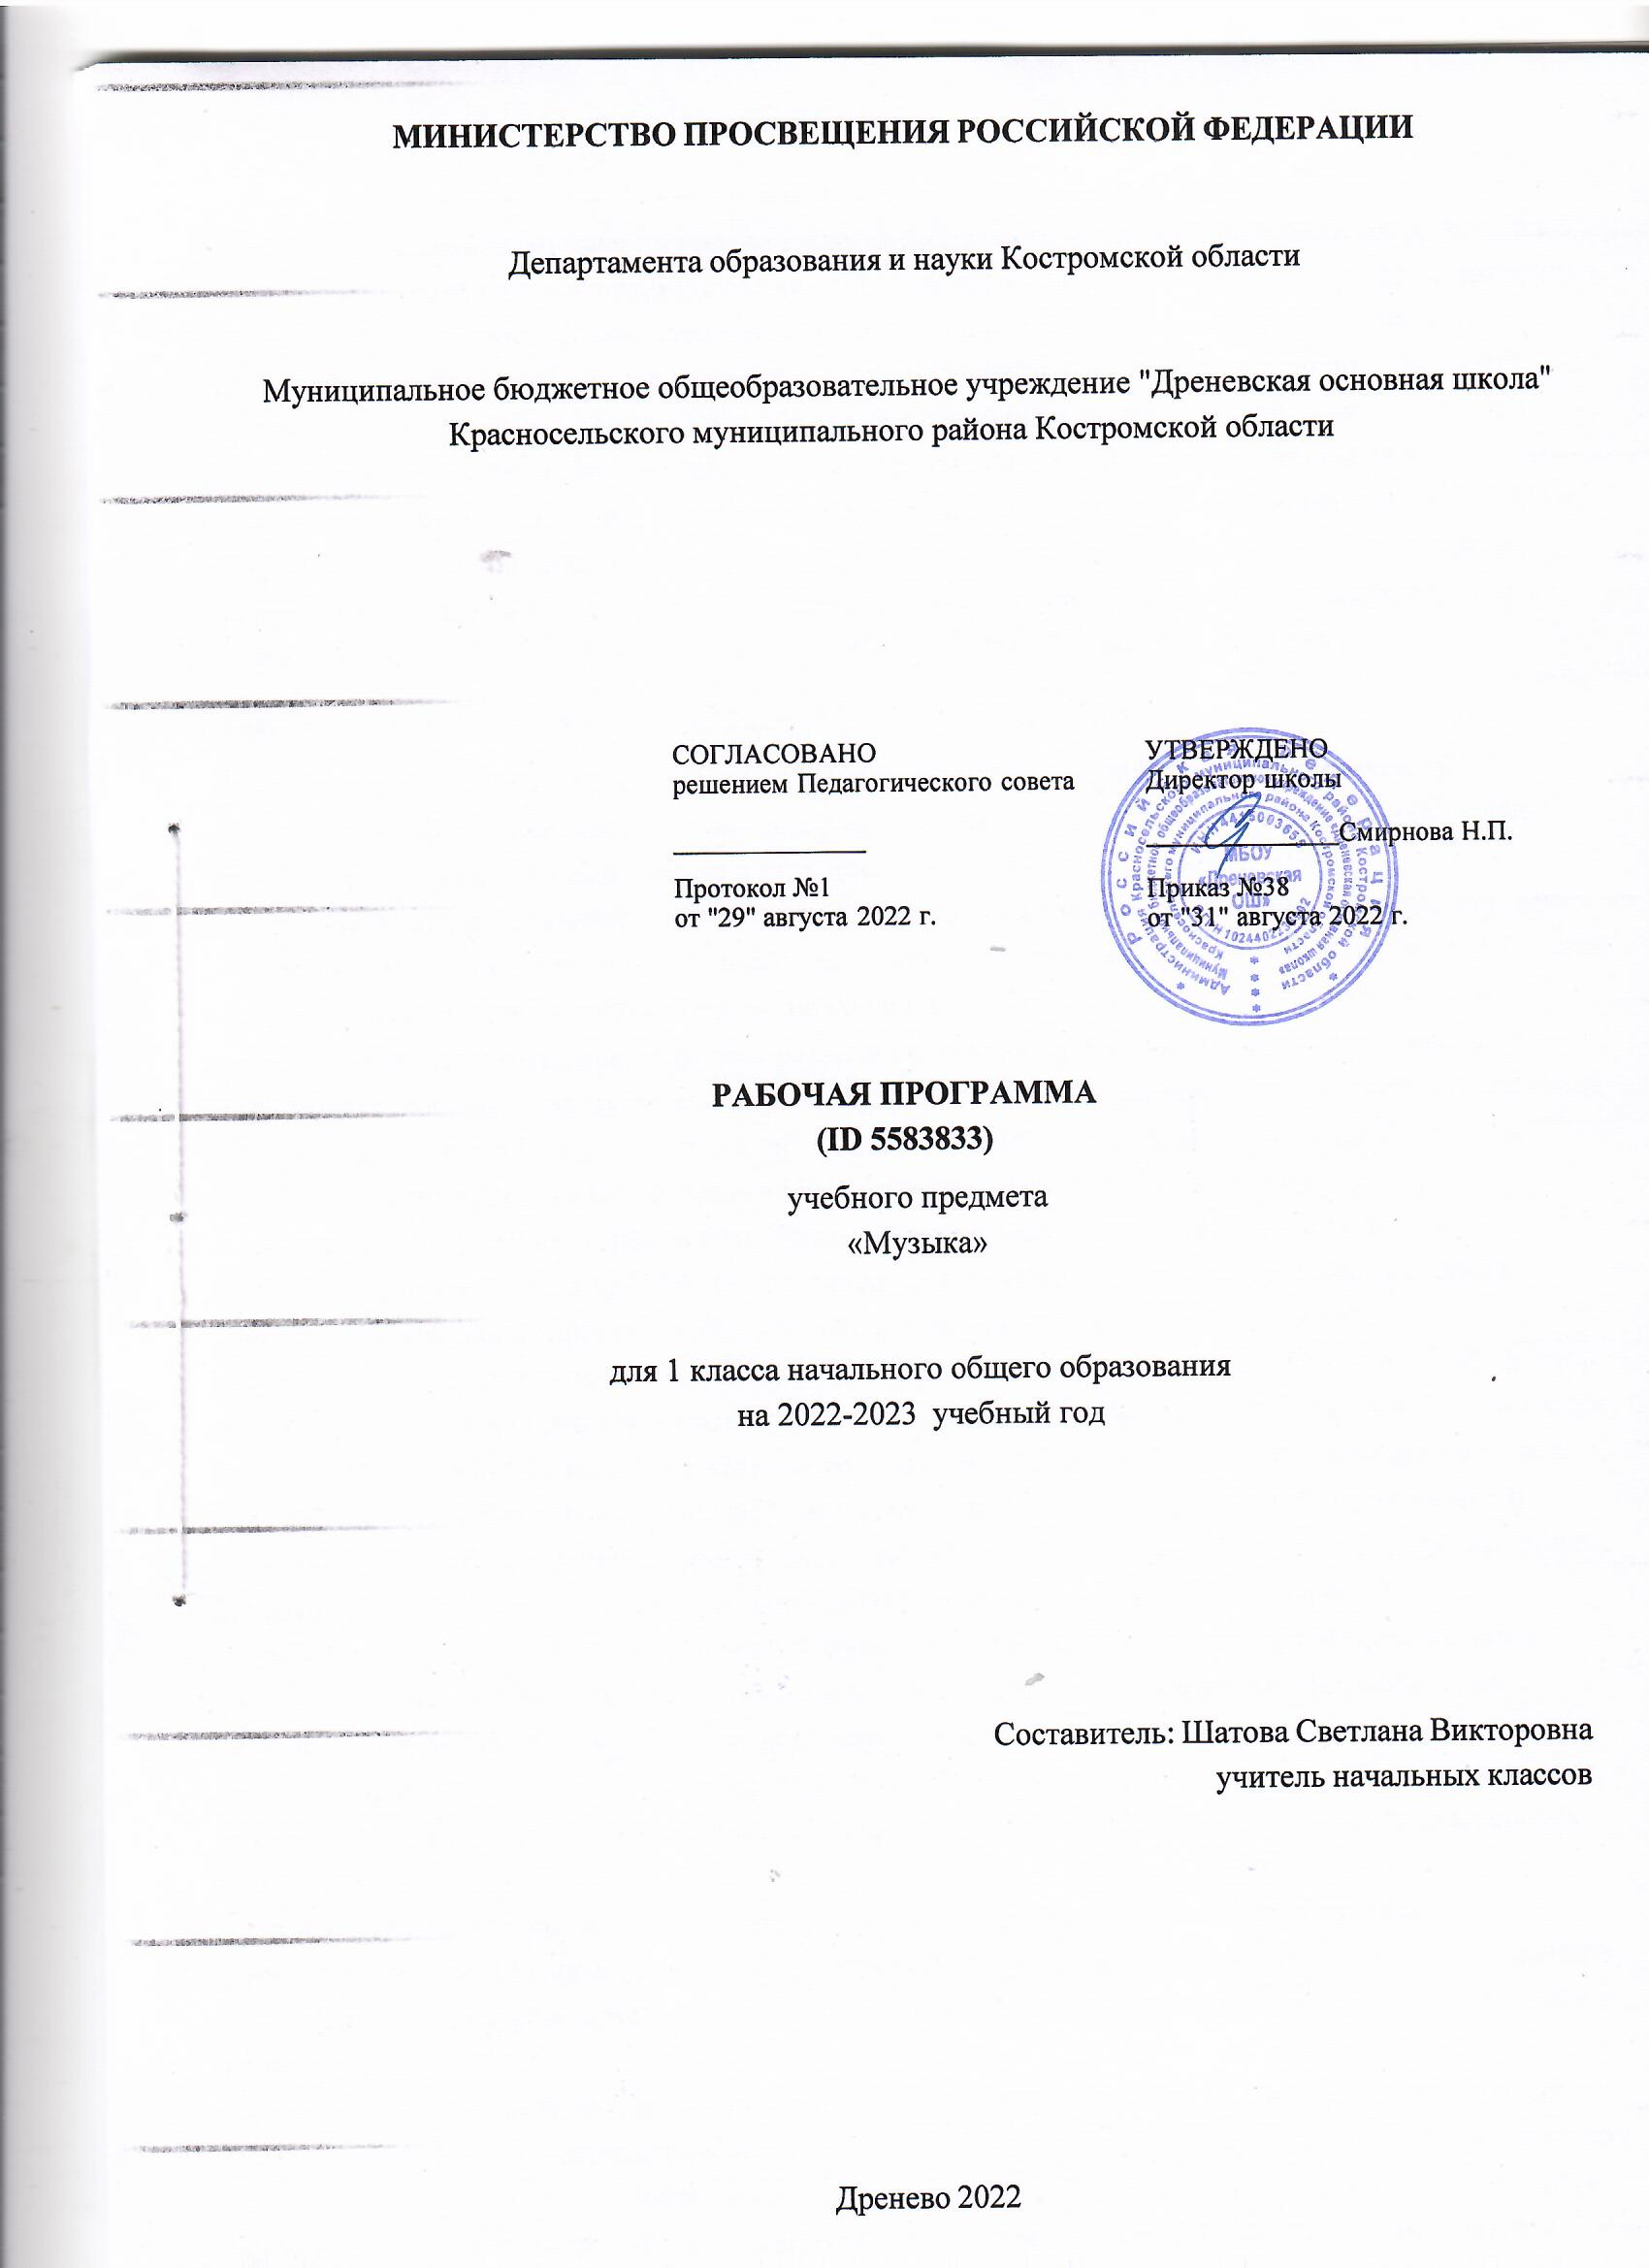 МИНИСТЕРСТВО ПРОСВЕЩЕНИЯ РОССИЙСКОЙ ФЕДЕРАЦИИ
Департамента образования и науки Костромской области
Муниципальное бюджетное общеобразовательное учреждение "Дреневская основная школа"
Красносельского муниципального района Костромской области
СОГЛАСОВАНО
решением Педагогического совета
Протокол №1
от "29" августа 2022 г.
УТВЕРЖДЕНО
Директор школы
Смирнова Н.П.
Приказ №38
от "31" августа 2022 г.
МБОУ
«Дреневская
ОШ»
РАБОЧАЯ ПРОГРАММА
(ID 5583833)
учебного предмета
«Музыка»
для 1 класса начального общего образования
на 2022-2023 учебный год
Составитель: Шатова Светлана Викторовна
учитель начальных классов
Дренево 2022